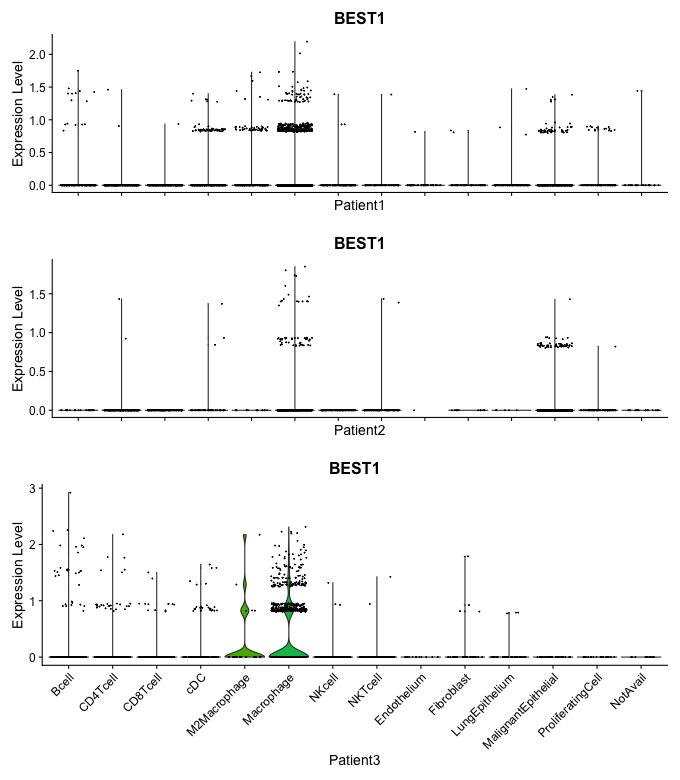 BEST1
Expression Level
2.0
1.5
1.0
0.5
0.0
Patient1
BEST1
Expression Level
1.5
1.0
0.5
0.0
Patient2
BEST1
Expression Level
3
2
1
0
Bcell
CD4Tcell
CD8Tcell
cDC
M2Macrophage
Macrophage
NKcell
NKTcell
Endothelium
Fibroblast
LungEpithelium
MalignantEpithelial
ProliferatingCell
NotAvail
Patient3